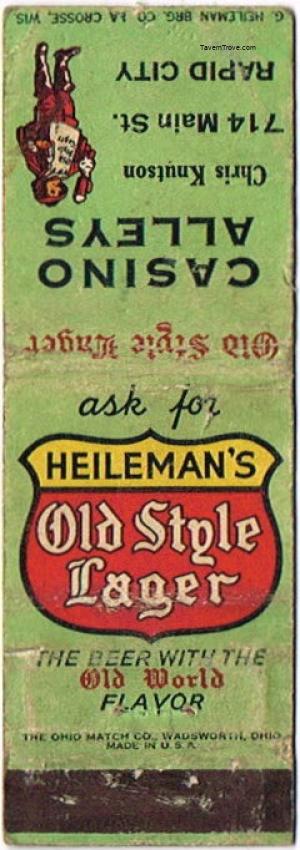 TavernTrove.com
Old Style Lager
CASINO
ALLEYS
Chris Knutson
714 Main St.
RAPID CITY
G. HEILEMAN BRG. CO. LA CROSSE, WIS.
ask for
HEILEMAN'S
Old Style
Lager
THE BEER WITH THE
Old World
FLAVOR
THE OHIO MATCH CO., WADSWORTH, OHIO
MADE IN U.S.A.